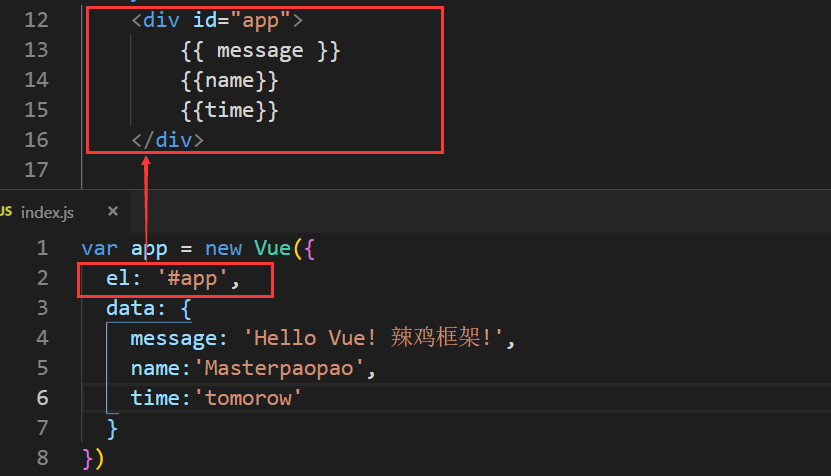 12 <div id="app">
13 {{ message }}
14 {{name}}
15 {{time}}
16 </div>
17
JS index.js ×
1 var app = new Vue({
2 el: '#app',
3 data: {
4 message: 'Hello Vue! 辣鸡框架!',
5 name:'Masterpaopao',
6 time:'tomorow'
7 }
8 })